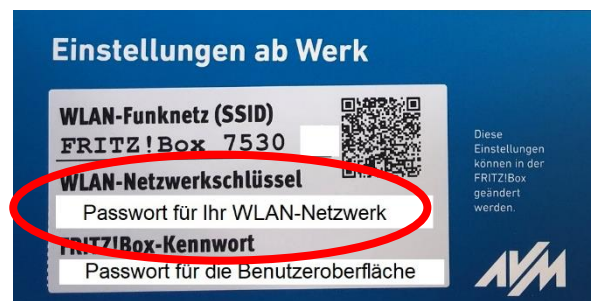 Einstellungen ab Werk
WLAN-Funknetz (SSID)
FRITZ!Box 7530
WLAN-Netzwerkschlüssel
Passwort für Ihr WLAN-Netzwerk
FRITZ!Box-Kennwort
Passwort für die Benutzeroberfläche
Diese
Einstellungen
können in der
FRITZ!Box
geändert
werden.
AVM